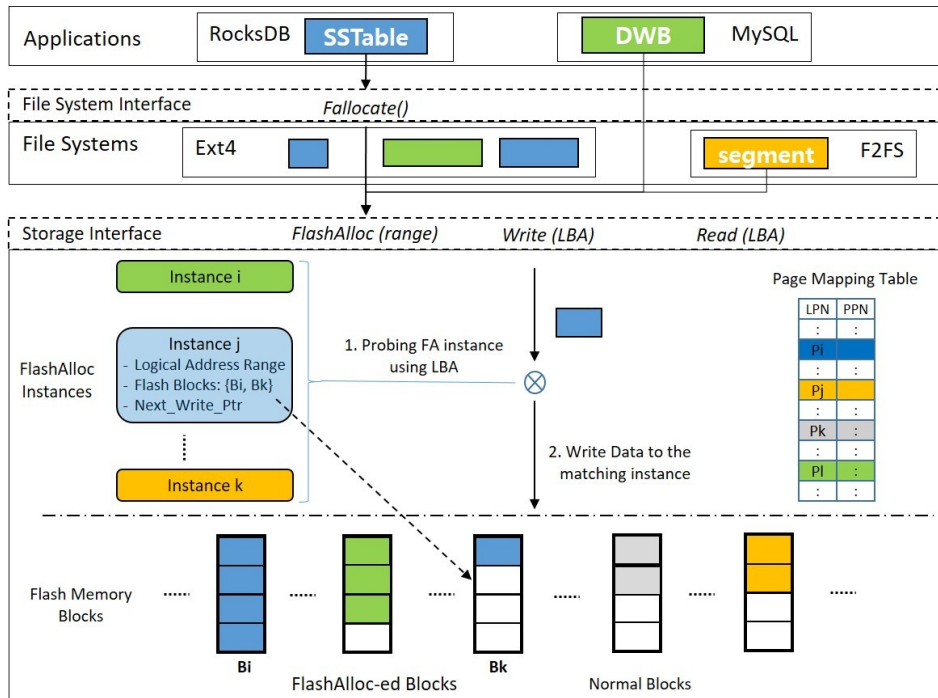 Applications
RocksDB
SSTable
DWB
MySQL
File System Interface
Fallocate()
File Systems
Ext4
segment
F2FS
Storage Interface
FlashAlloc (range)
Write (LBA)
Read (LBA)
Instance i
Page Mapping Table
LPN PPN
: :
Pi
: :
Pj
: :
Pk :
: :
Pl :
: :
FlashAlloc
Instances
Instance j
- Logical Address Range
- Flash Blocks: {Bi, Bk}
- Next_Write_Ptr
1. Probing FA instance
using LBA
2. Write Data to the
matching instance
Instance k
Flash Memory
Blocks
Bi
Bk
FlashAlloc-ed Blocks
Normal Blocks